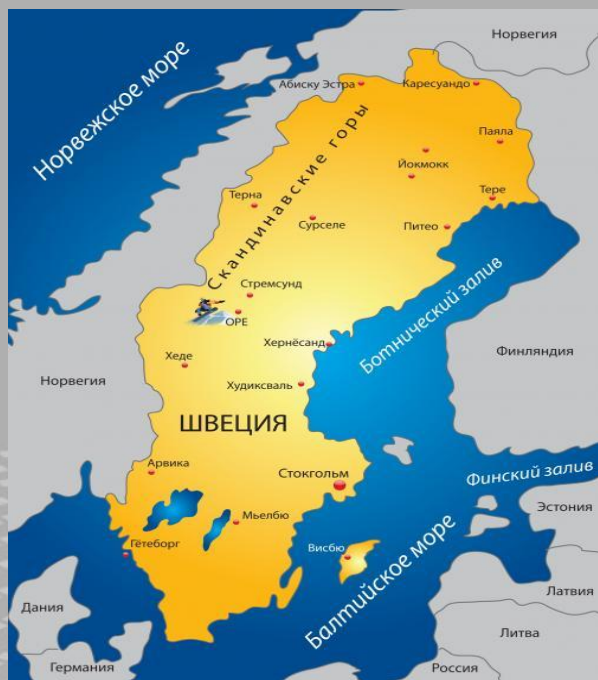 Норвегия
Норвежское море
Абиску Эстра
Каресуандо
Скандинавские горы
Паяла
Йокмокк
Терна
Тере
Сурселе
Питео
Стремсунд
ОРЕ
Ботнический залив
Хернёсанд
Финляндия
Хеде
Норвегия
Худиксваль
ШВЕЦИЯ
Арвика
Стокгольм
Финский залив
Эстония
Мьелбю
Гётеборг
Висбю
Балтийское море
Латвия
Дания
Литва
Германия
Россия